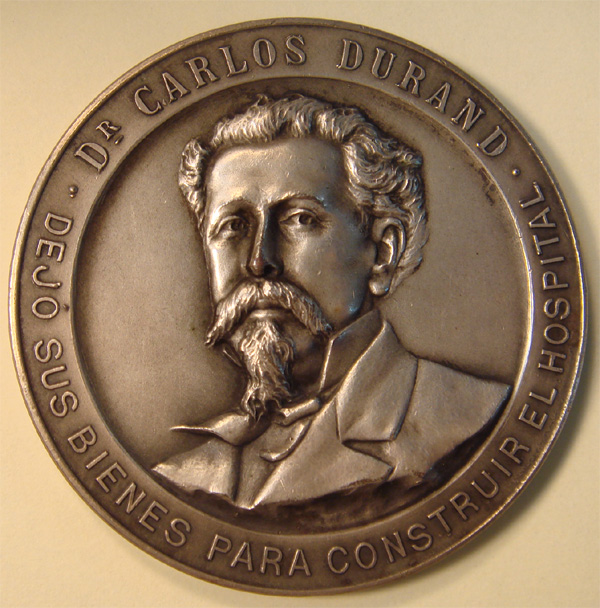 Dr CARLOS DURAND
DEJÓ SUS BIENES PARA CONSTRUIR EL HOSPITAL